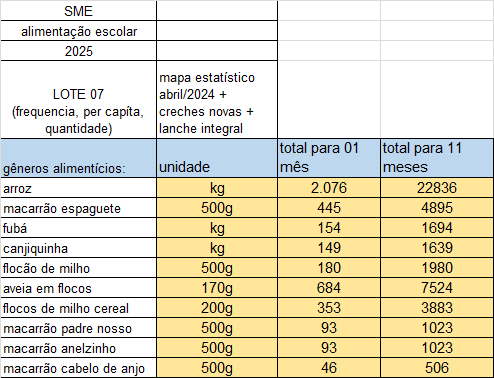 SME
alimentação escolar
2025
LOTE 07
(frequencia, per capíta,
quantidade)
mapa estatístico
abril/2024 +
creches novas +
lanche integral
gêneros alimentícios: unidade total para 01 mês total para 11 meses
arroz kg 2.076 22836
macarrão espaguete 500g 445 4895
fubá kg 154 1694
canjiquinha kg 149 1639
flocão de milho 500g 180 1980
aveia em flocos 170g 684 7524
flocos de milho cereal 200g 353 3883
macarrão padre nosso 500g 93 1023
macarrão anelzinho 500g 93 1023
macarrão cabelo de anjo 500g 46 506